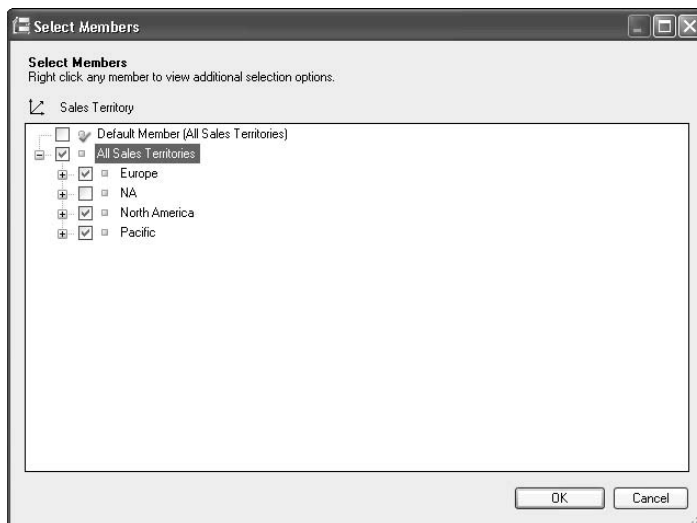 Select Members
Select Members
Right click any member to view additional selection options.
Sales Territory
Default Member (All Sales Territories)
All Sales Territories
Europe
NA
North America
Pacific
OK Cancel